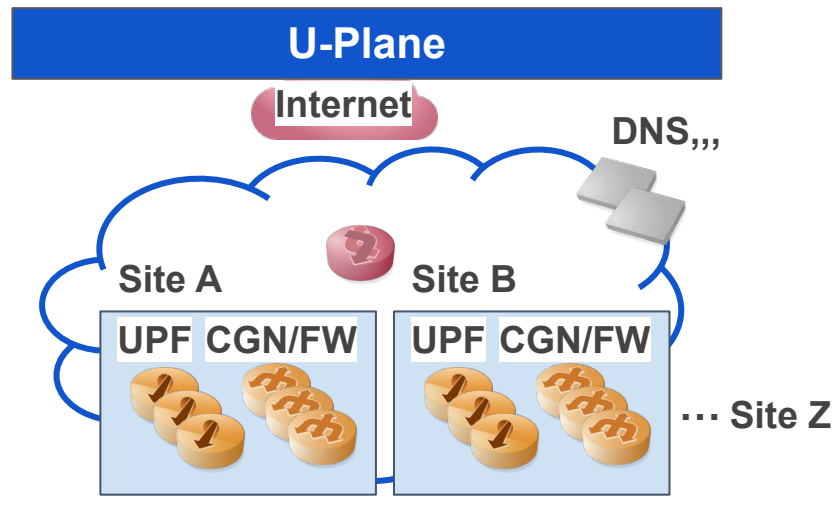 U-Plane
Internet
DNS,,,
Site A
Site B
UPF CGN/FW
UPF CGN/FW
... Site Z